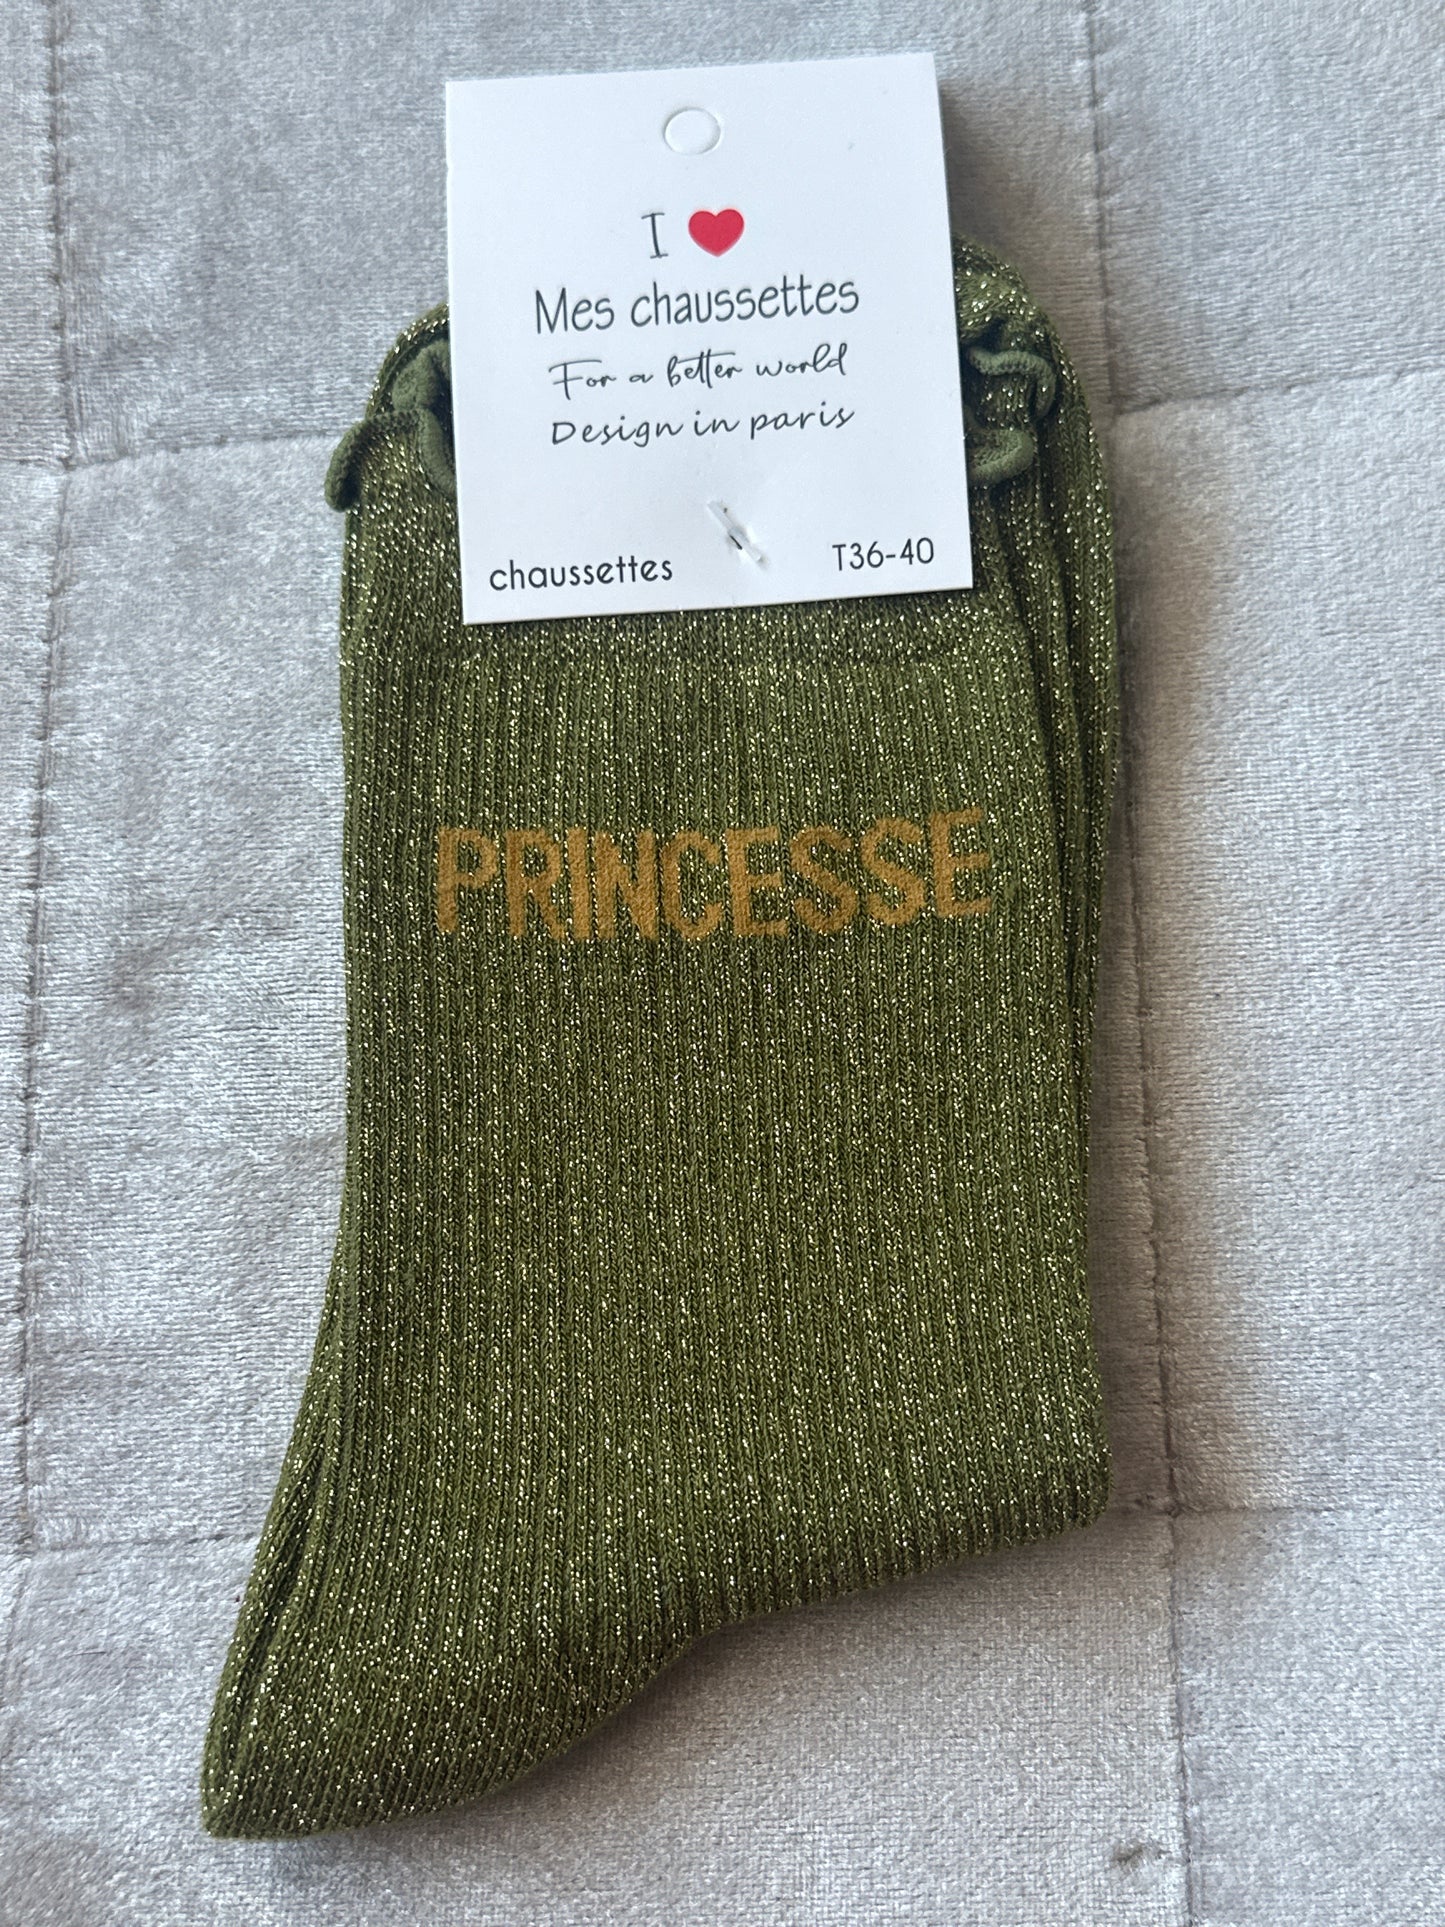 I ❤
Mes chaussettes
For a better world
Design in paris
chaussettes T36-40
PRINCESSE